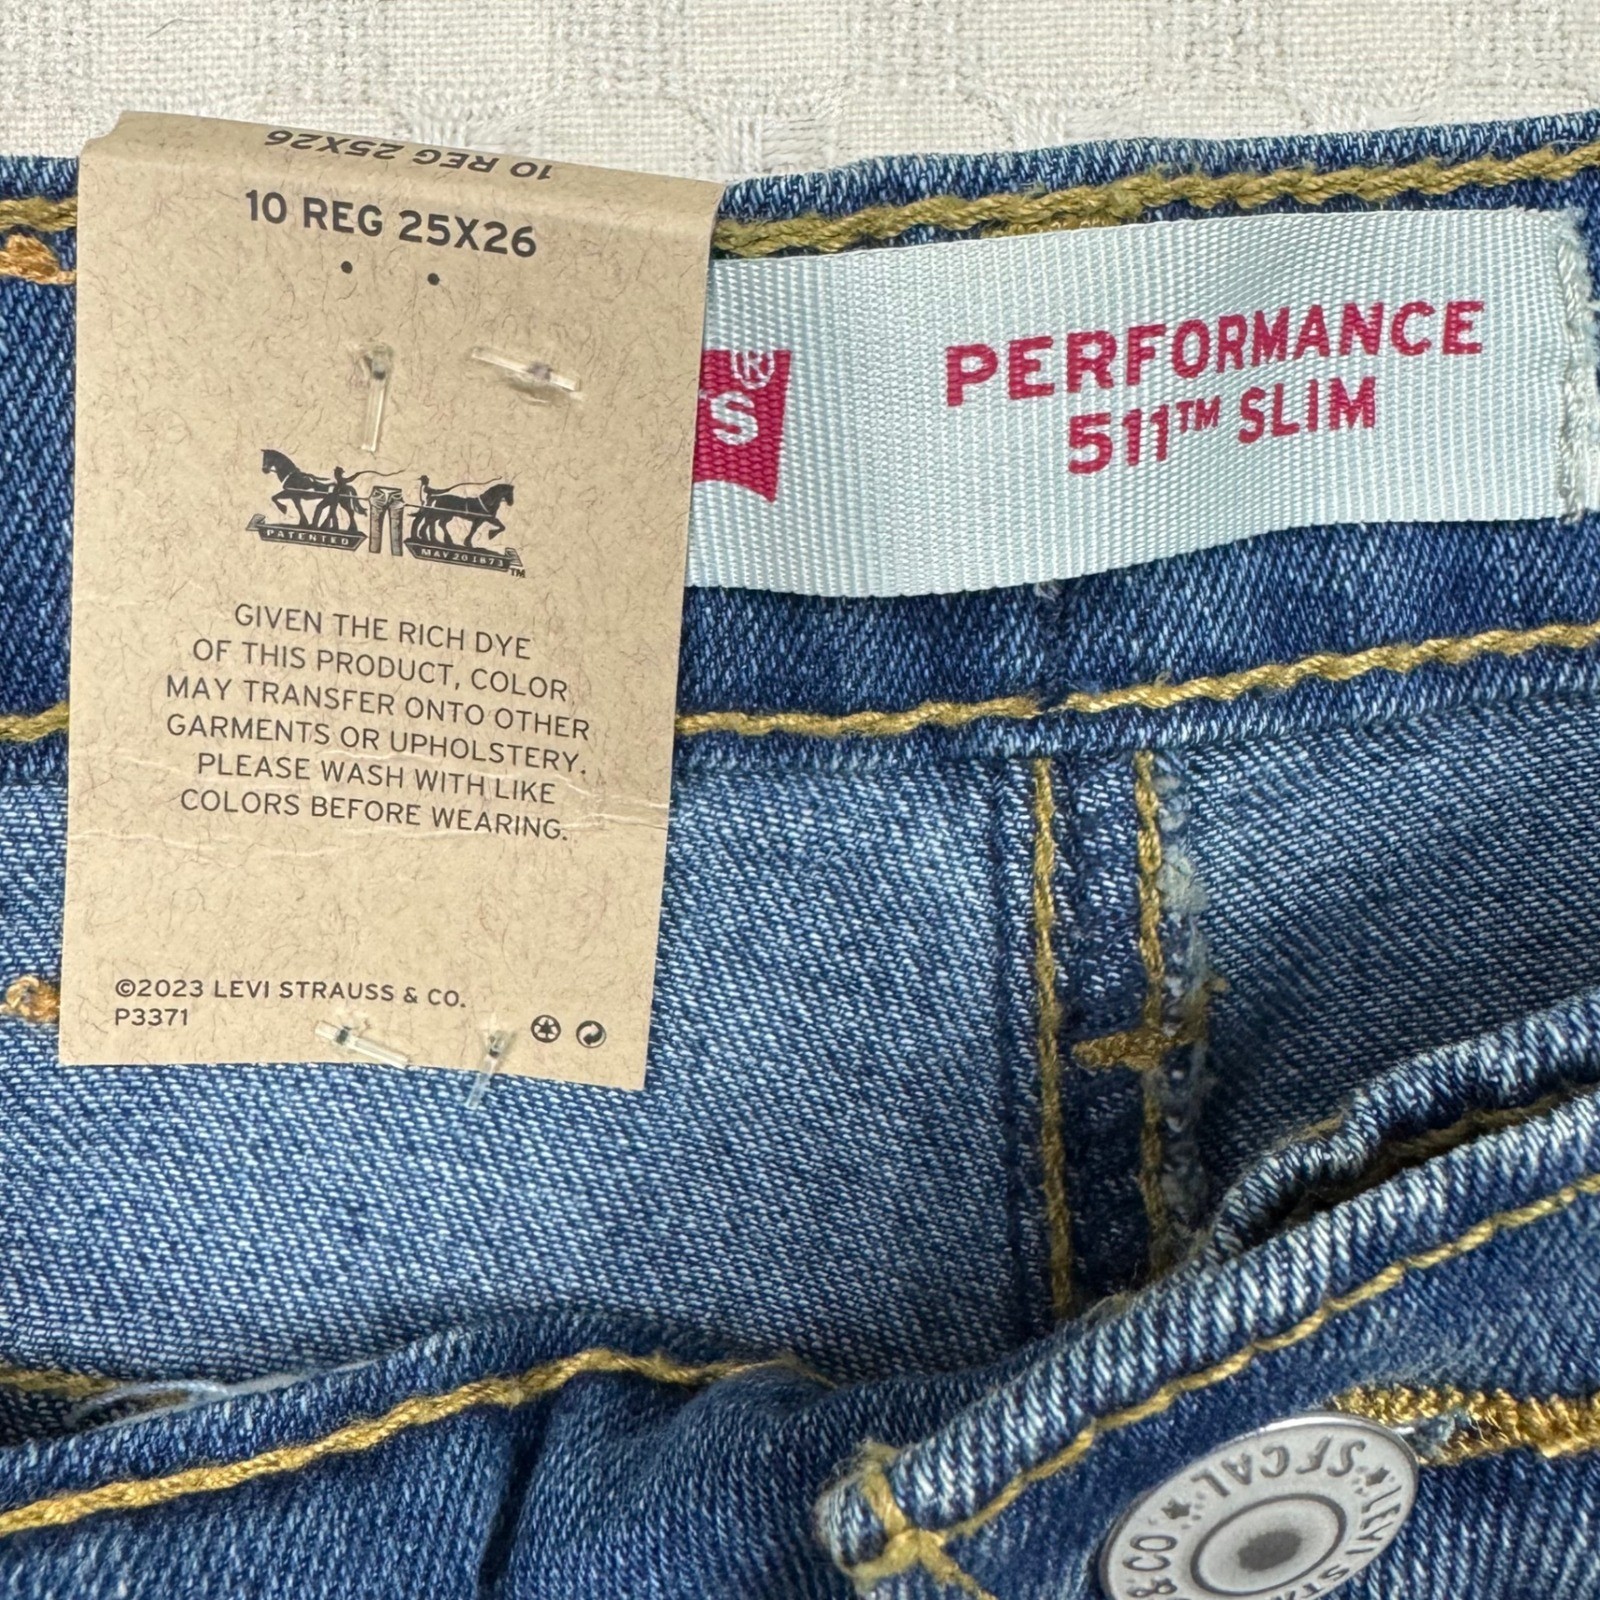 10 REG 25X26
10 REG 25X26
PATENTED
MAY 20 1873
TM
GIVEN THE RICH DYE
OF THIS PRODUCT, COLOR
MAY TRANSFER ONTO OTHER
GARMENTS OR UPHOLSTERY.
PLEASE WASH WITH LIKE
COLORS BEFORE WEARING.
©2023 LEVI STRAUSS & CO.
P3371
'S®
PERFORMANCE
511™ SLIM
& CO ★ SFCAL ★ LEVI